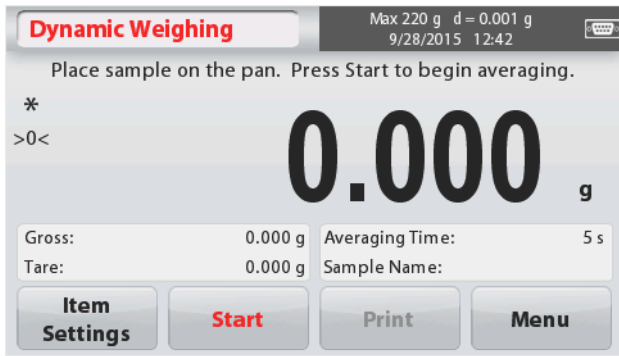 Dynamic Weighing
Max 220 g d = 0.001 g
9/28/2015 12:42
Place sample on the pan. Press Start to begin averaging.
*
>0<
0.000 g
Gross: 0.000 g Averaging Time: 5 s
Tare: 0.000 g Sample Name:
Item Settings Start Print Menu